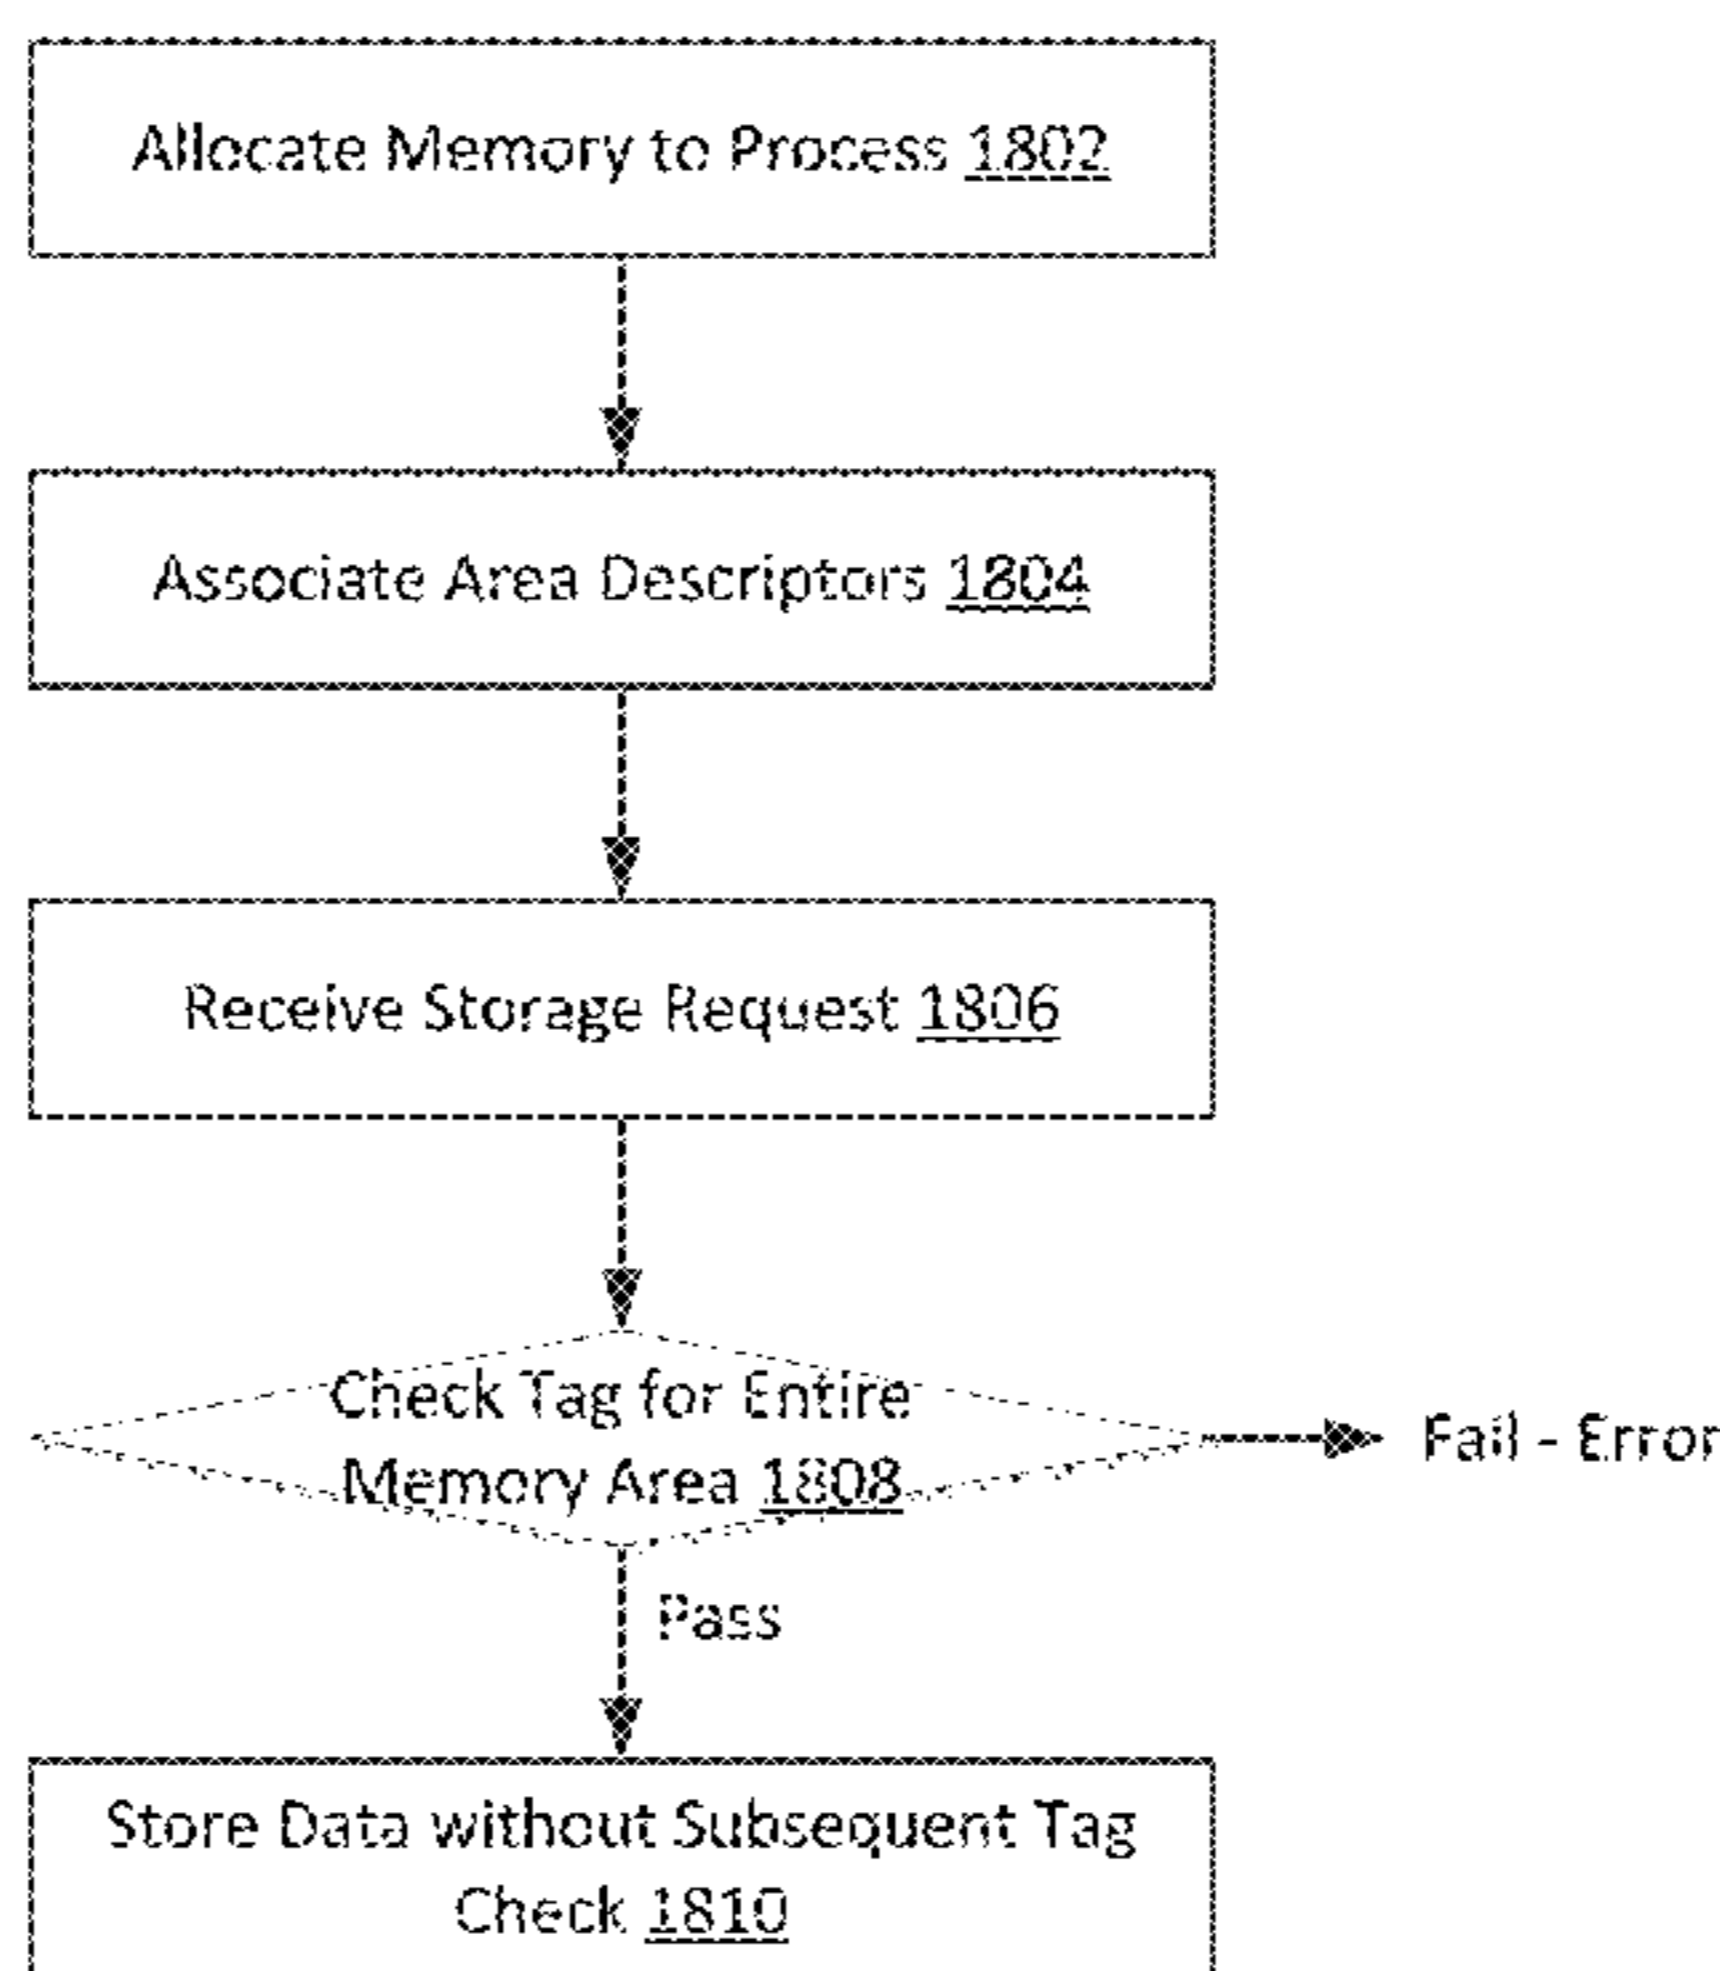 Allocate Memory to Process 1802
Associate Area Descriptors 1804
Receive Storage Request 1806
Check Tag for Entire
Memory Area 1808
Fail - Error
Pass
Store Data without Subsequent Tag
Check 1810